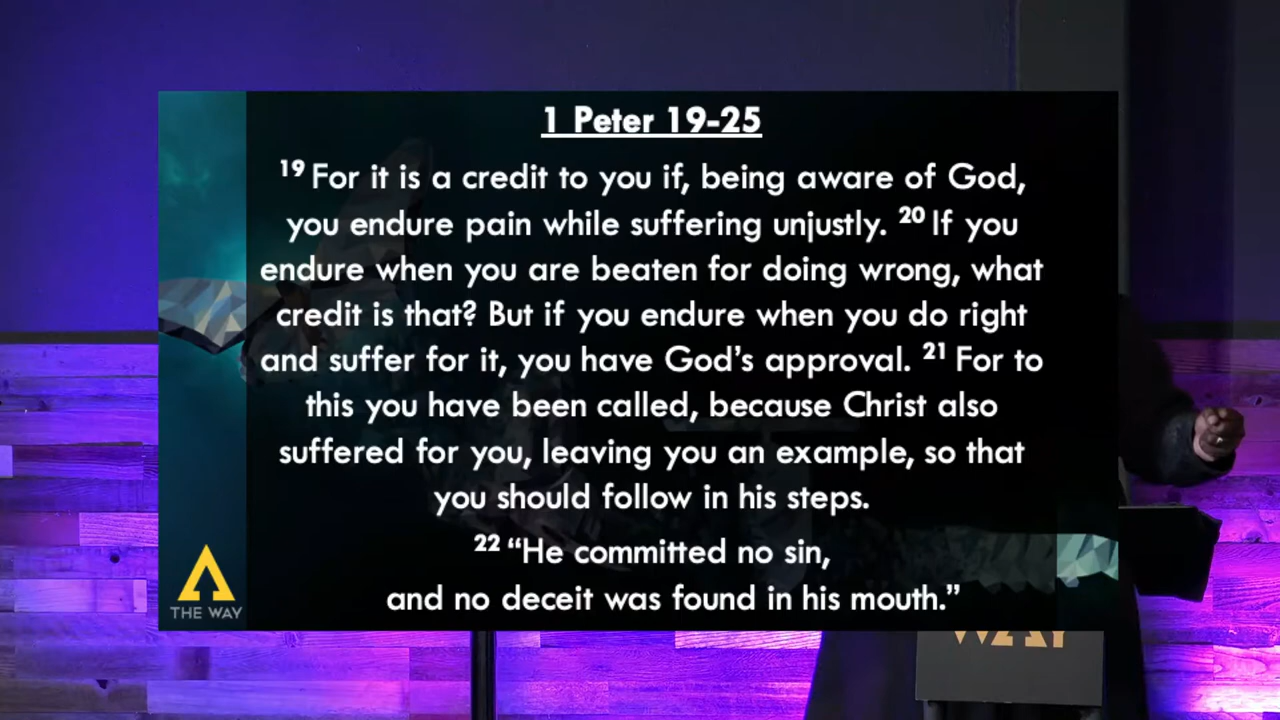 1 Peter 19-25
19 For it is a credit to you if, being aware of God,
you endure pain while suffering unjustly. 20 If you
endure when you are beaten for doing wrong, what
credit is that? But if you endure when you do right
and suffer for it, you have God’s approval. 21 For to
this you have been called, because Christ also
suffered for you, leaving you an example, so that
you should follow in his steps.
22 “He committed no sin,
and no deceit was found in his mouth.”
THE WAY
WAY